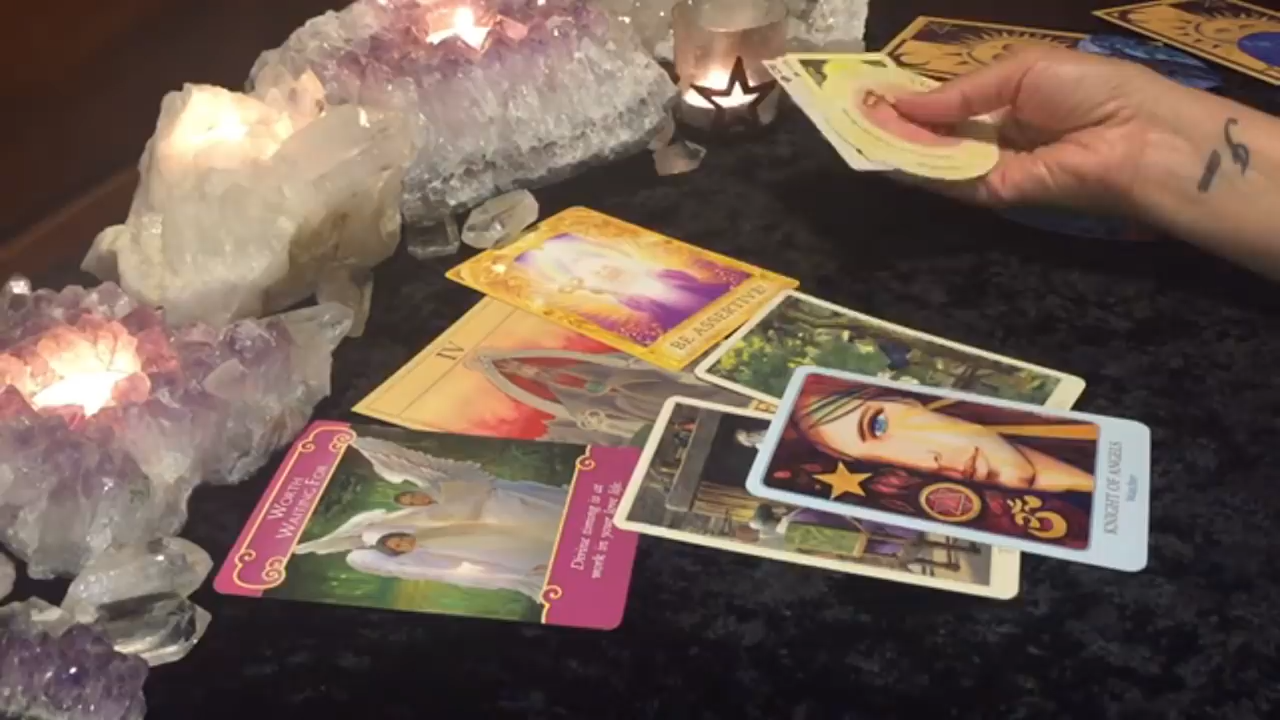 BE ASSERTIVE!
IV
WORTH
WAITING FOR
Divine timing is at
work in your love life.
KNIGHT OF ANGELS